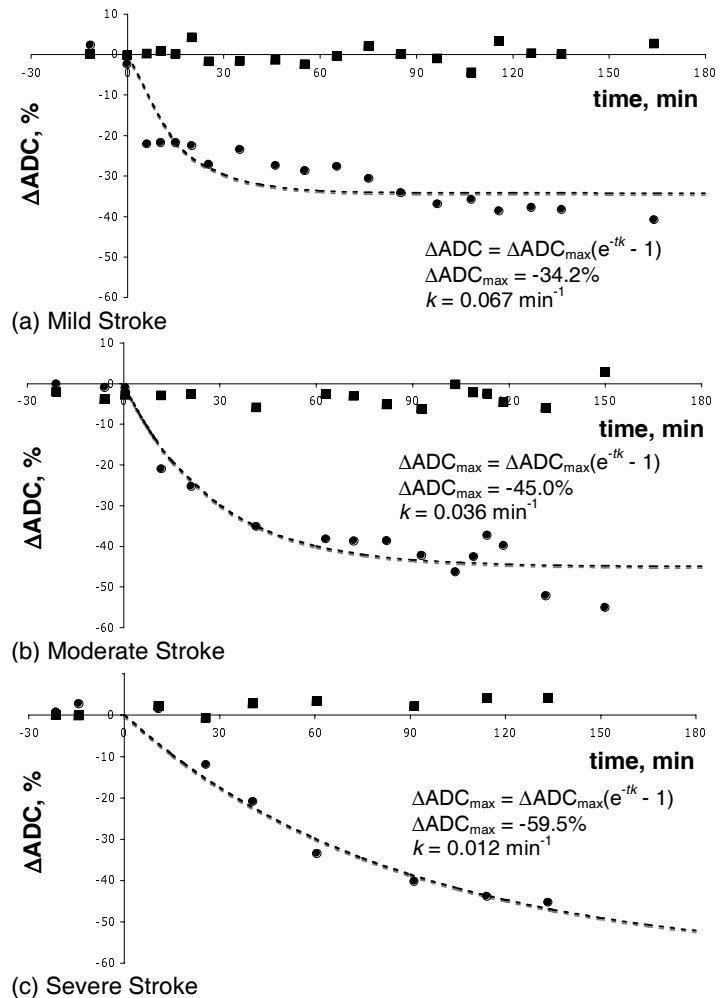 10
0
-30
0
30
60
90
120
150
180
time, min
-10
-20
-30
-40
-50
-60
ΔADC, %
ΔADC = ΔADCmax(e^-tk - 1)
ΔADCmax = -34.2%
k = 0.067 min^-1
(a) Mild Stroke
10
0
-30
0
30
60
90
120
150
180
time, min
-10
-20
-30
-40
-50
-60
ΔADC, %
ΔADCmax = ΔADCmax(e^-tk - 1)
ΔADCmax = -45.0%
k = 0.036 min^-1
(b) Moderate Stroke
0
-30
0
30
60
90
120
150
180
time, min
-10
-20
-30
-40
-50
-60
ΔADC, %
ΔADCmax = ΔADCmax(e^-tk - 1)
ΔADCmax = -59.5%
k = 0.012 min^-1
(c) Severe Stroke